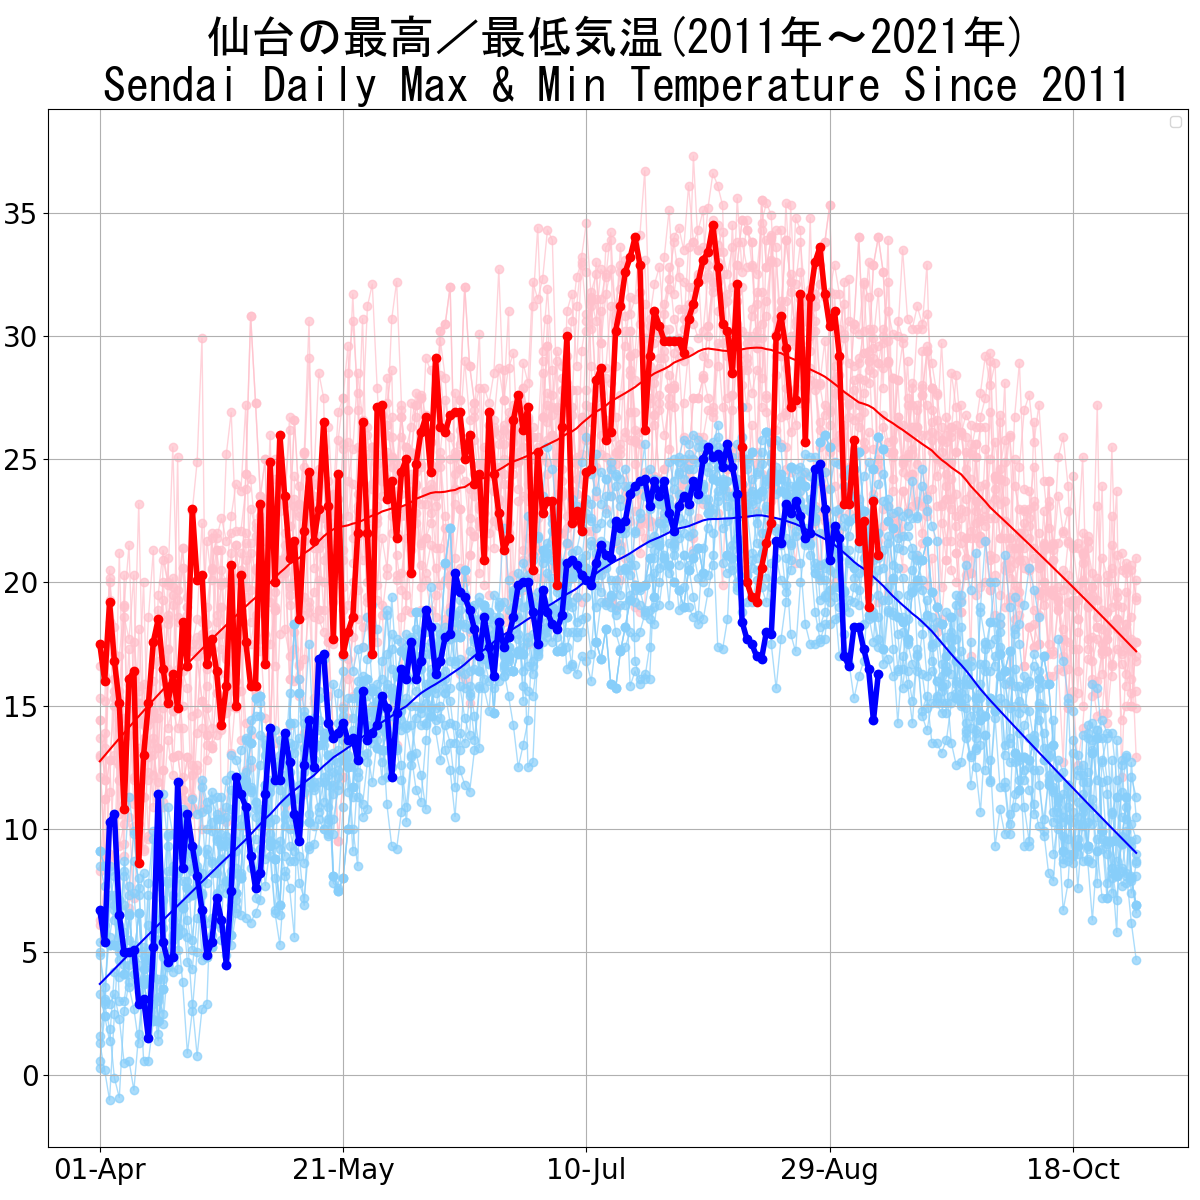 仙台の最高／最低気温(2011年～2021年)
Sendai Daily Max & Min Temperature Since 2011
35
30
25
20
15
10
5
0
01-Apr 21-May 10-Jul 29-Aug 18-Oct